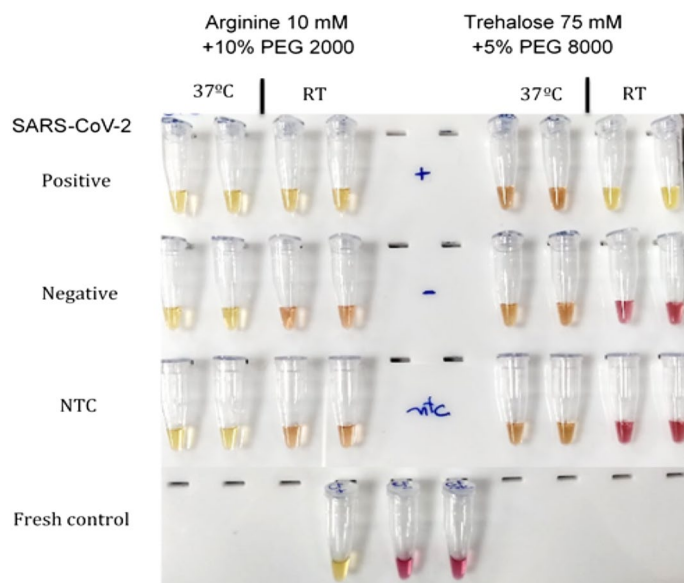 Arginine 10 mM
+10% PEG 2000
Trehalose 75 mM
+5% PEG 8000
37ºC
RT
37ºC
RT
SARS-CoV-2
Positive
+
Negative
-
NTC
ntc
Fresh control